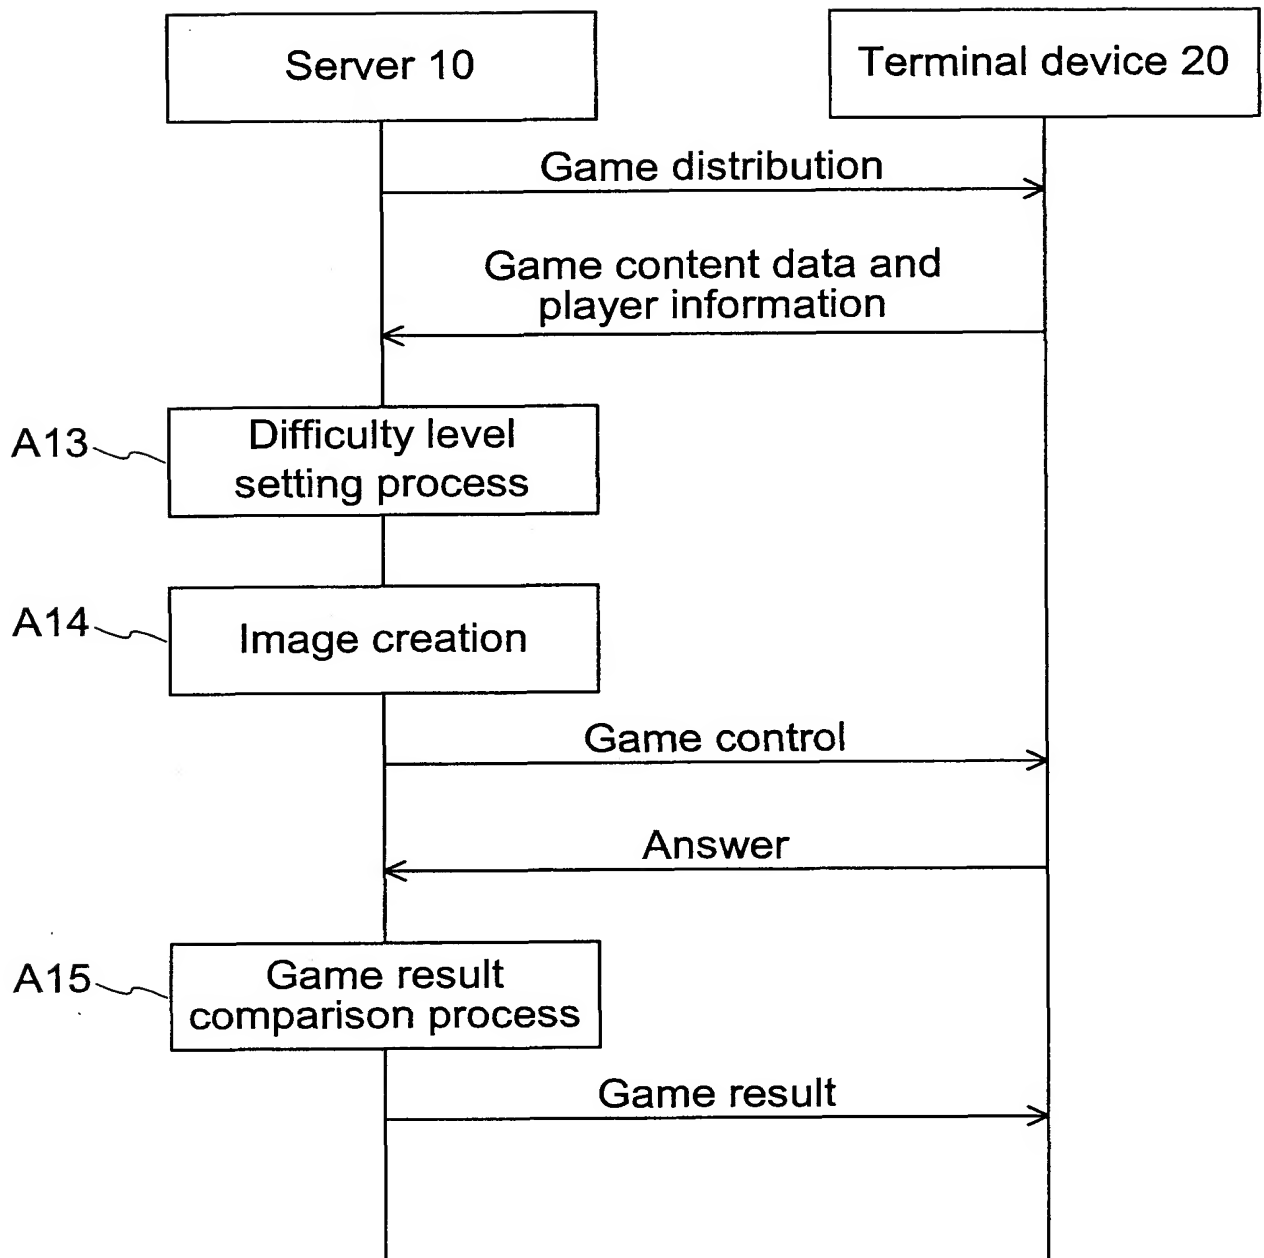 Server 10
Terminal device 20
Game distribution
Game content data and
player information
A13
Difficulty level
setting process
A14
Image creation
Game control
Answer
A15
Game result
comparison process
Game result